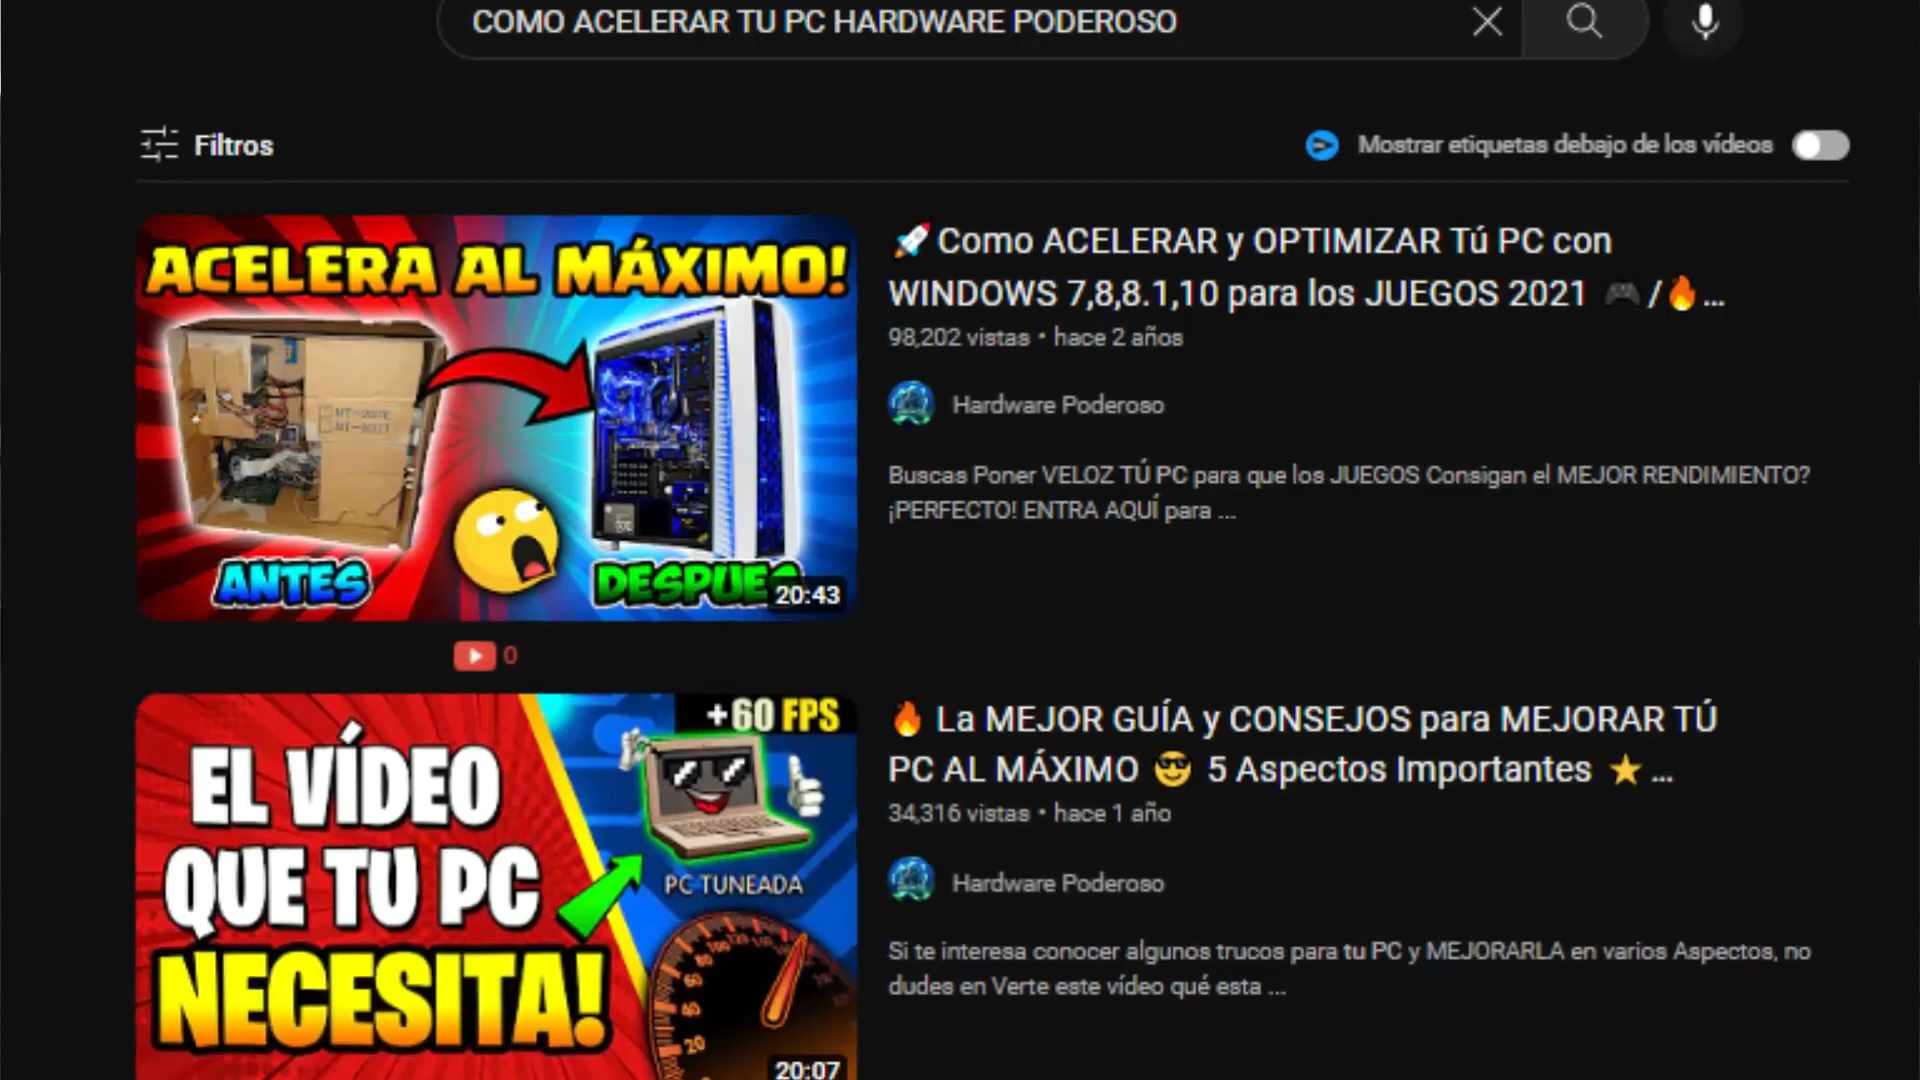 COMO ACELERAR TU PC HARDWARE PODEROSO
Filtros
Mostrar etiquetas debajo de los vídeos
ACELERA AL MÁXIMO!
ANTES
DESPUES
20:43
🚀 Como ACELERAR y OPTIMIZAR Tú PC con
WINDOWS 7,8,8.1,10 para los JUEGOS 2021 🎮/🔥...
98,202 vistas • hace 2 años
Hardware Poderoso
Buscas Poner VELOZ TÚ PC para que los JUEGOS Consigan el MEJOR RENDIMIENTO?
¡PERFECTO! ENTRA AQUÍ para ...
0
+60 FPS
EL VÍDEO
QUE TU PC
NECESITA!
PC TUNEADA
20:07
🔥 La MEJOR GUÍA y CONSEJOS para MEJORAR TÚ
PC AL MÁXIMO 😎 5 Aspectos Importantes ⭐ ...
34,316 vistas • hace 1 año
Hardware Poderoso
Si te interesa conocer algunos trucos para tu PC y MEJORARLA en varios Aspectos, no
dudes en Verte este vídeo qué esta ...